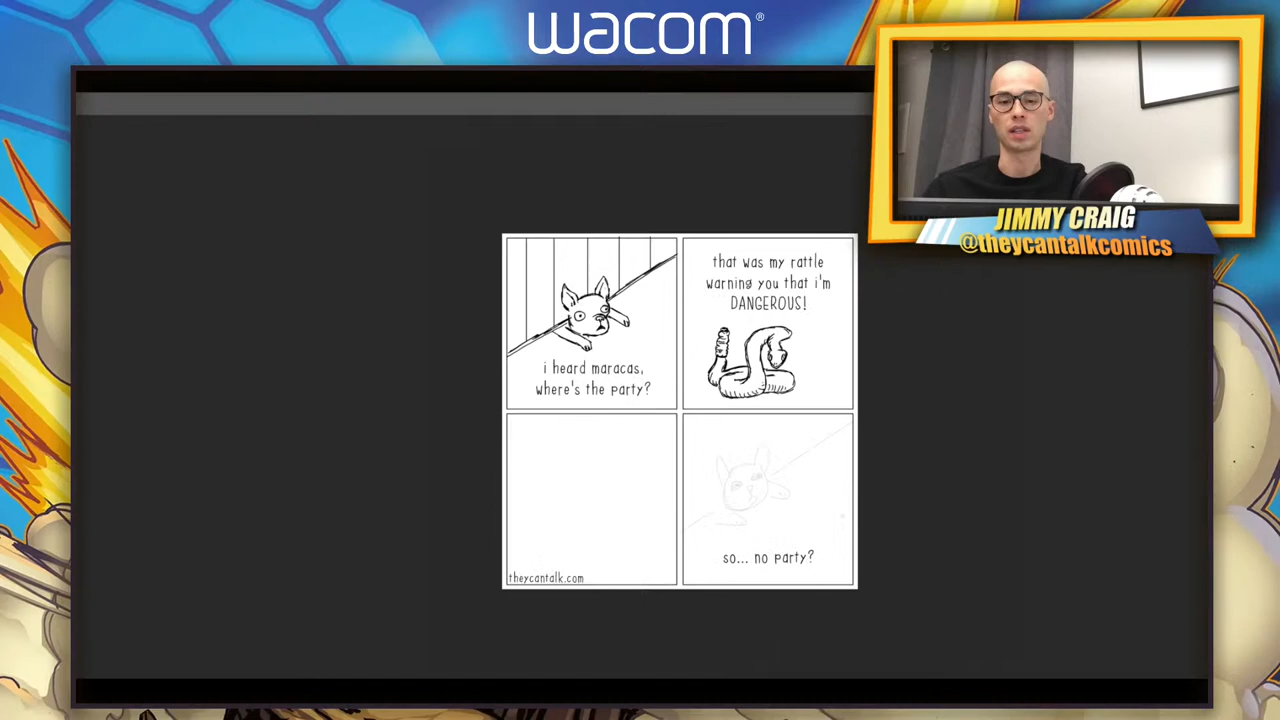 wacom®
JIMMY CRAIG
@theycantalkcomics
i heard maracas,
where's the party?
that was my rattle
warning you that i'm
DANGEROUS!
so... no party?
theycantalk.com